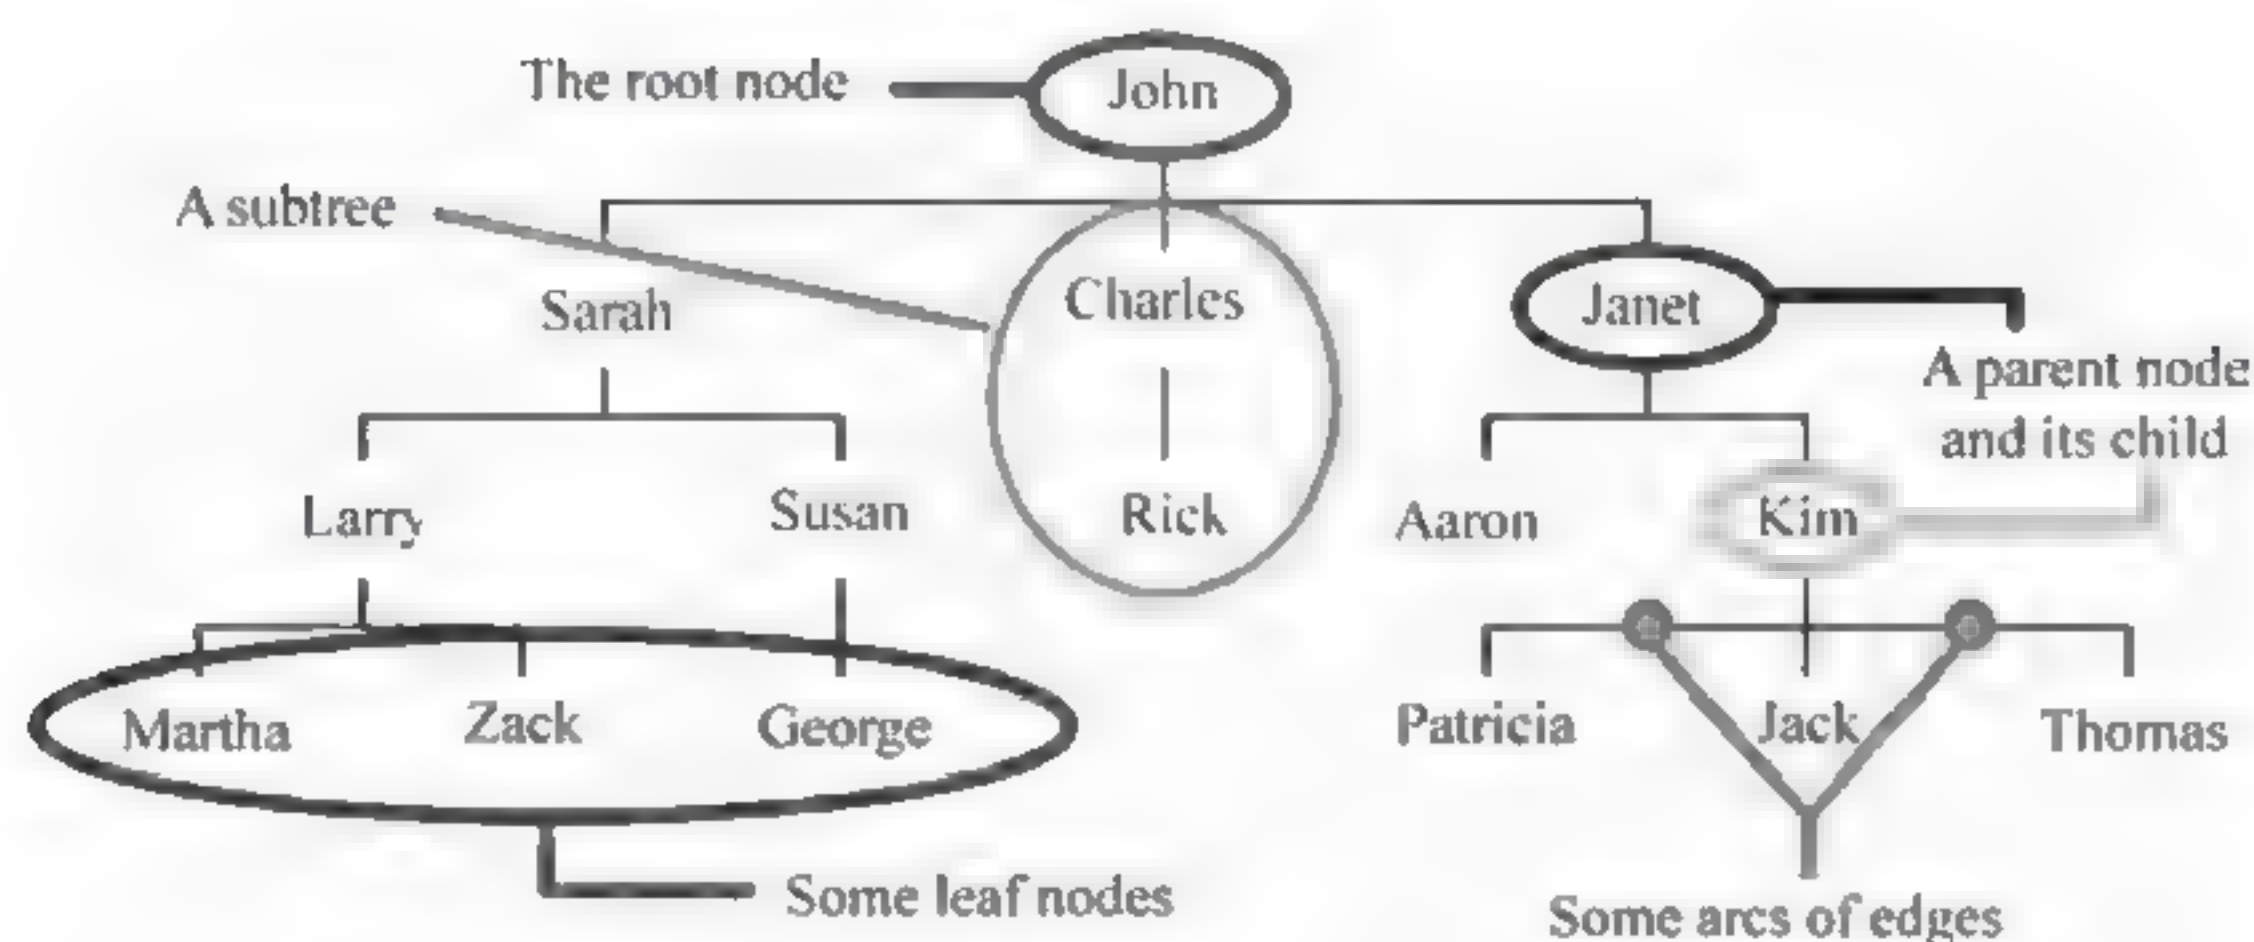 The root node
John
A subtree
Sarah
Charles
Janet
A parent node
and its child
Larry
Susan
Rick
Aaron
Kim
Martha
Zack
George
Patricia
Jack
Thomas
Some leaf nodes
Some arcs of edges